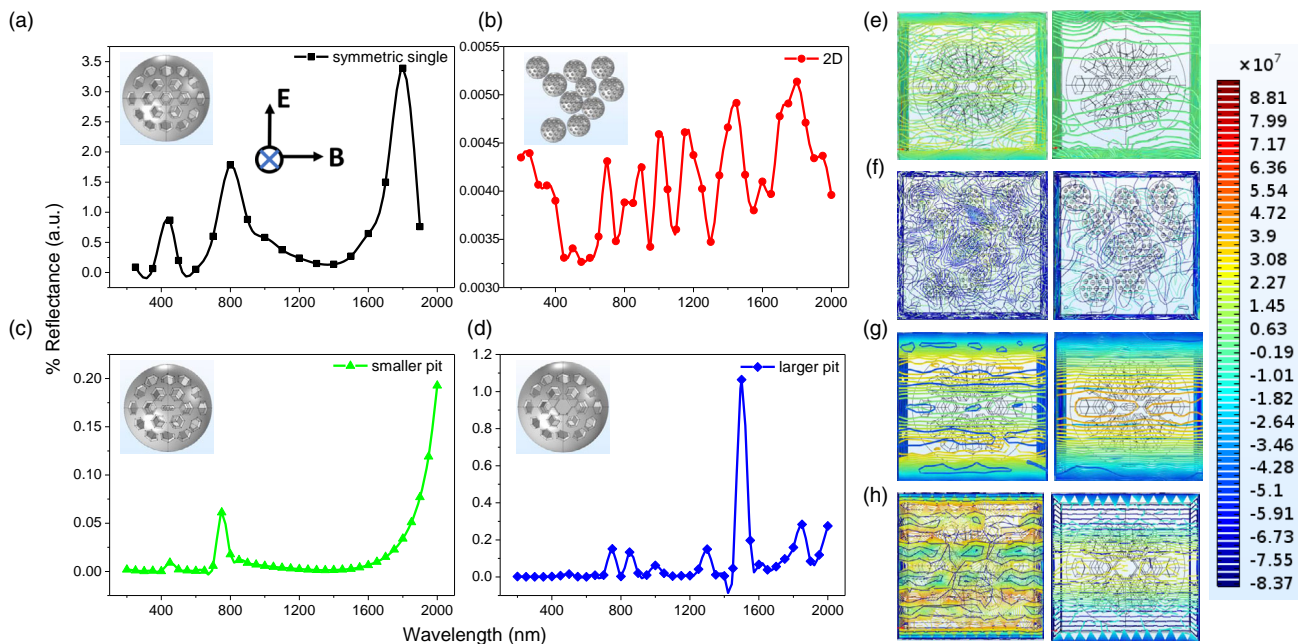 (a)
symmetric single
E
B
3.5
3.0
2.5
2.0
1.5
1.0
0.5
0.0
400 800 1200 1600 2000
(b)
2D
0.0055
0.0050
0.0045
0.0040
0.0035
0.0030
400 800 1200 1600 2000
(c)
smaller pit
0.20
0.15
0.10
0.05
0.00
400 800 1200 1600 2000
(d)
larger pit
1.2
1.0
0.8
0.6
0.4
0.2
0.0
400 800 1200 1600 2000
% Reflectance (a.u.)
Wavelength (nm)
(e)
(f)
(g)
(h)
×10⁷
8.81
7.99
7.17
6.36
5.54
4.72
3.9
3.08
2.27
1.45
0.63
-0.19
-1.01
-1.82
-2.64
-3.46
-4.28
-5.1
-5.91
-6.73
-7.55
-8.37